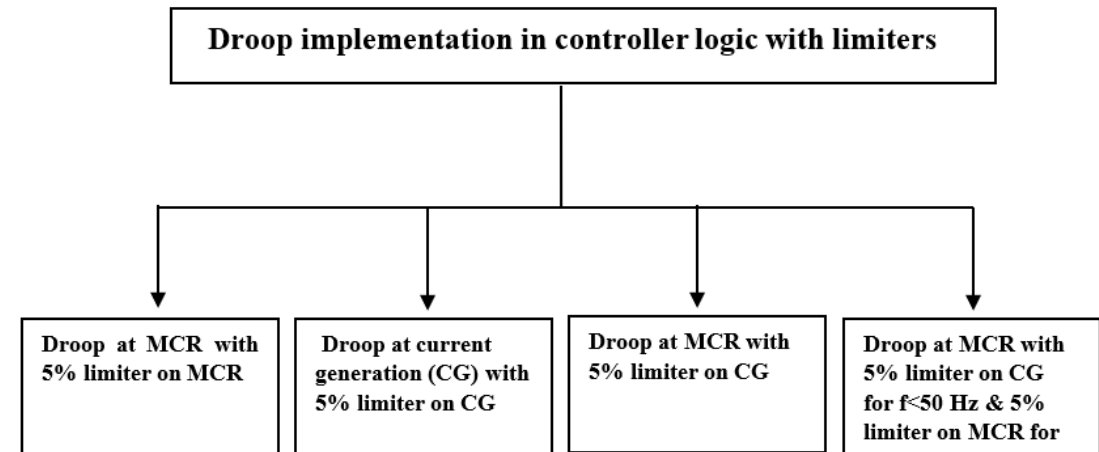 Droop implementation in controller logic with limiters
Droop at MCR with
5% limiter on MCR
Droop at current
generation (CG) with
5% limiter on CG
Droop at MCR with
5% limiter on CG
Droop at MCR with
5% limiter on CG
for f<50 Hz & 5%
limiter on MCR for